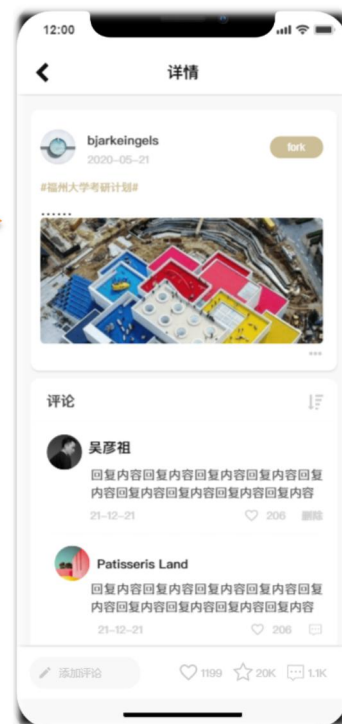 12:00
详情
bjarkeingels
fork
2020-05-21
#福州大学考研计划#
......
评论
吴彦祖
回复内容回复内容回复内容回复内容回复
内容回复内容回复内容回复内容回复内容
21-12-21
206
删除
Patisseris Land
回复内容回复内容回复内容回复内容回复
内容回复内容回复内容回复内容回复内容
21-12-21
206
添加评论
1199
20K
1.1K